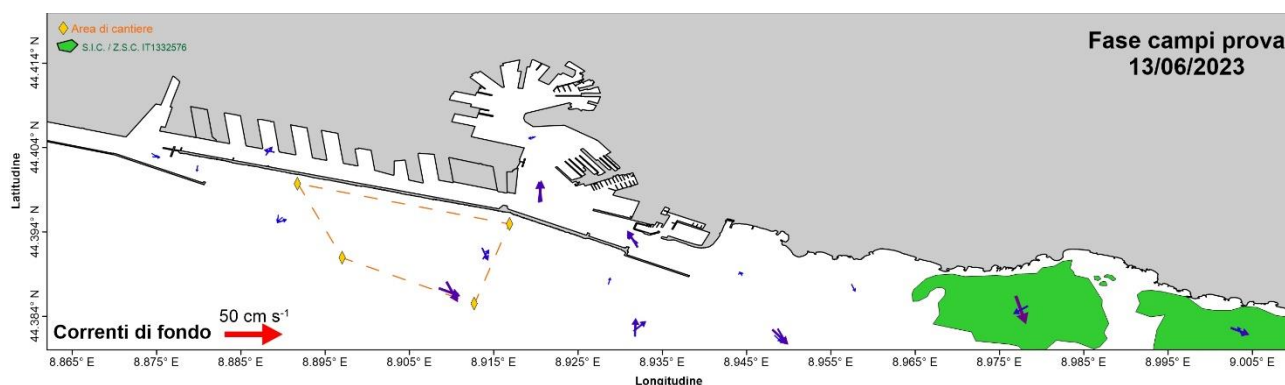 Area di cantiere
S.I.C. / Z.S.C. IT1332576
Fase campi prova
13/06/2023
44.414° N
44.404° N
44.394° N
44.384° N
Latitudine
50 cm s⁻¹
Correnti di fondo
8.865° E 8.875° E 8.885° E 8.895° E 8.905° E 8.915° E 8.925° E 8.935° E 8.945° E 8.955° E 8.965° E 8.975° E 8.985° E 8.995° E 9.005° E
Longitudine